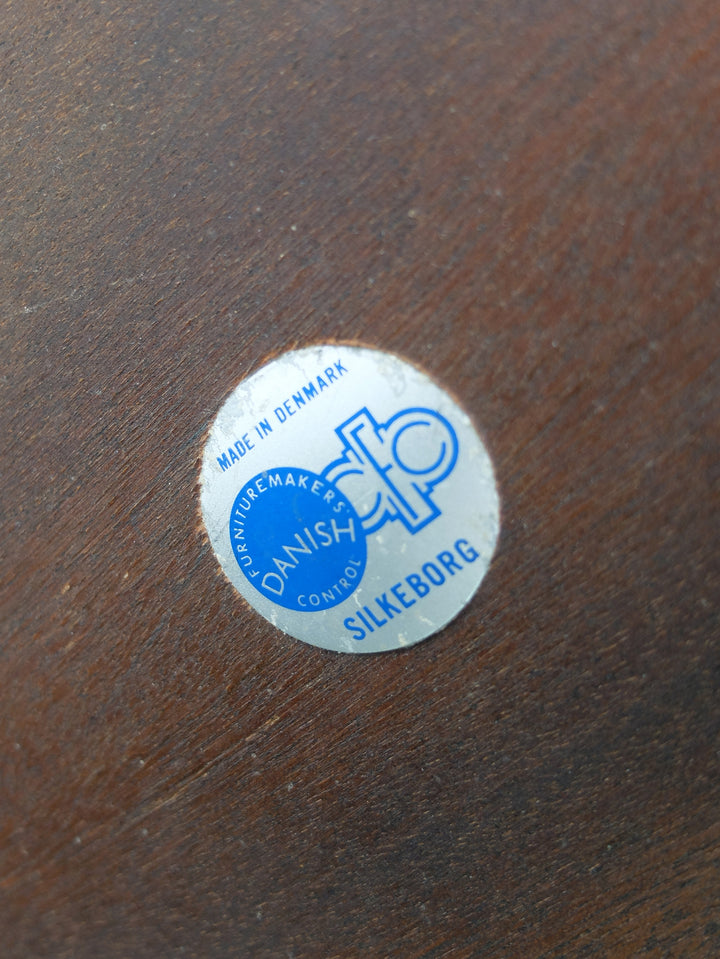 MADE IN DENMARK
FURNITUREMAKERS'
DANISH
CONTROL
SILKEBORG